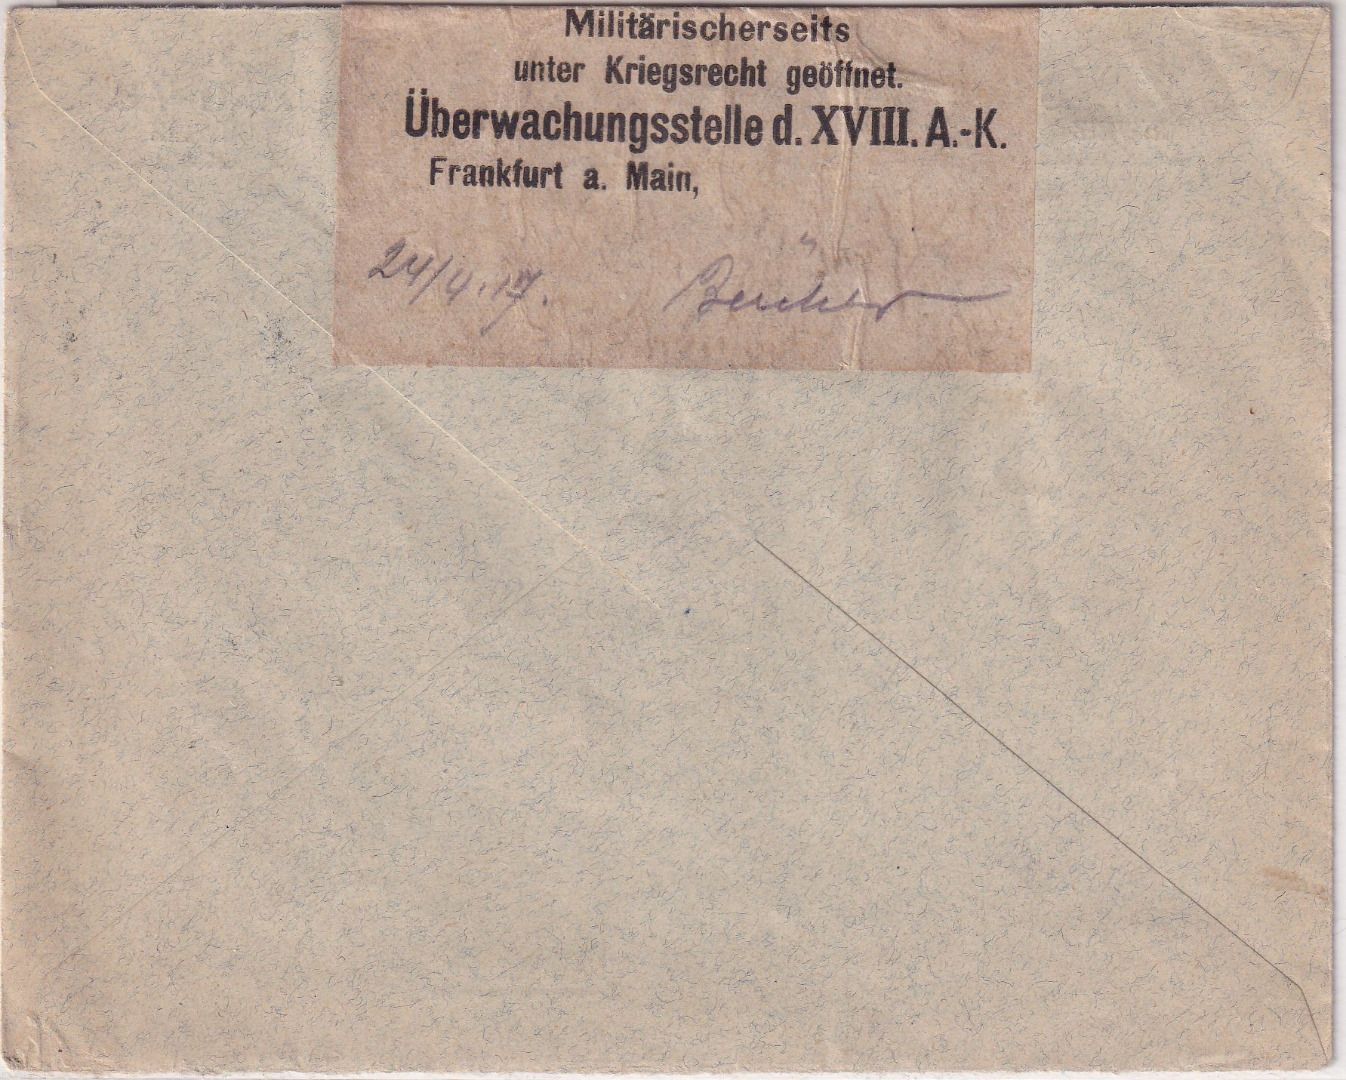 Militärischerseits
unter Kriegsrecht geöffnet.
Überwachungsstelle d. XVIII. A.-K.
Frankfurt a. Main,
24/4.17.